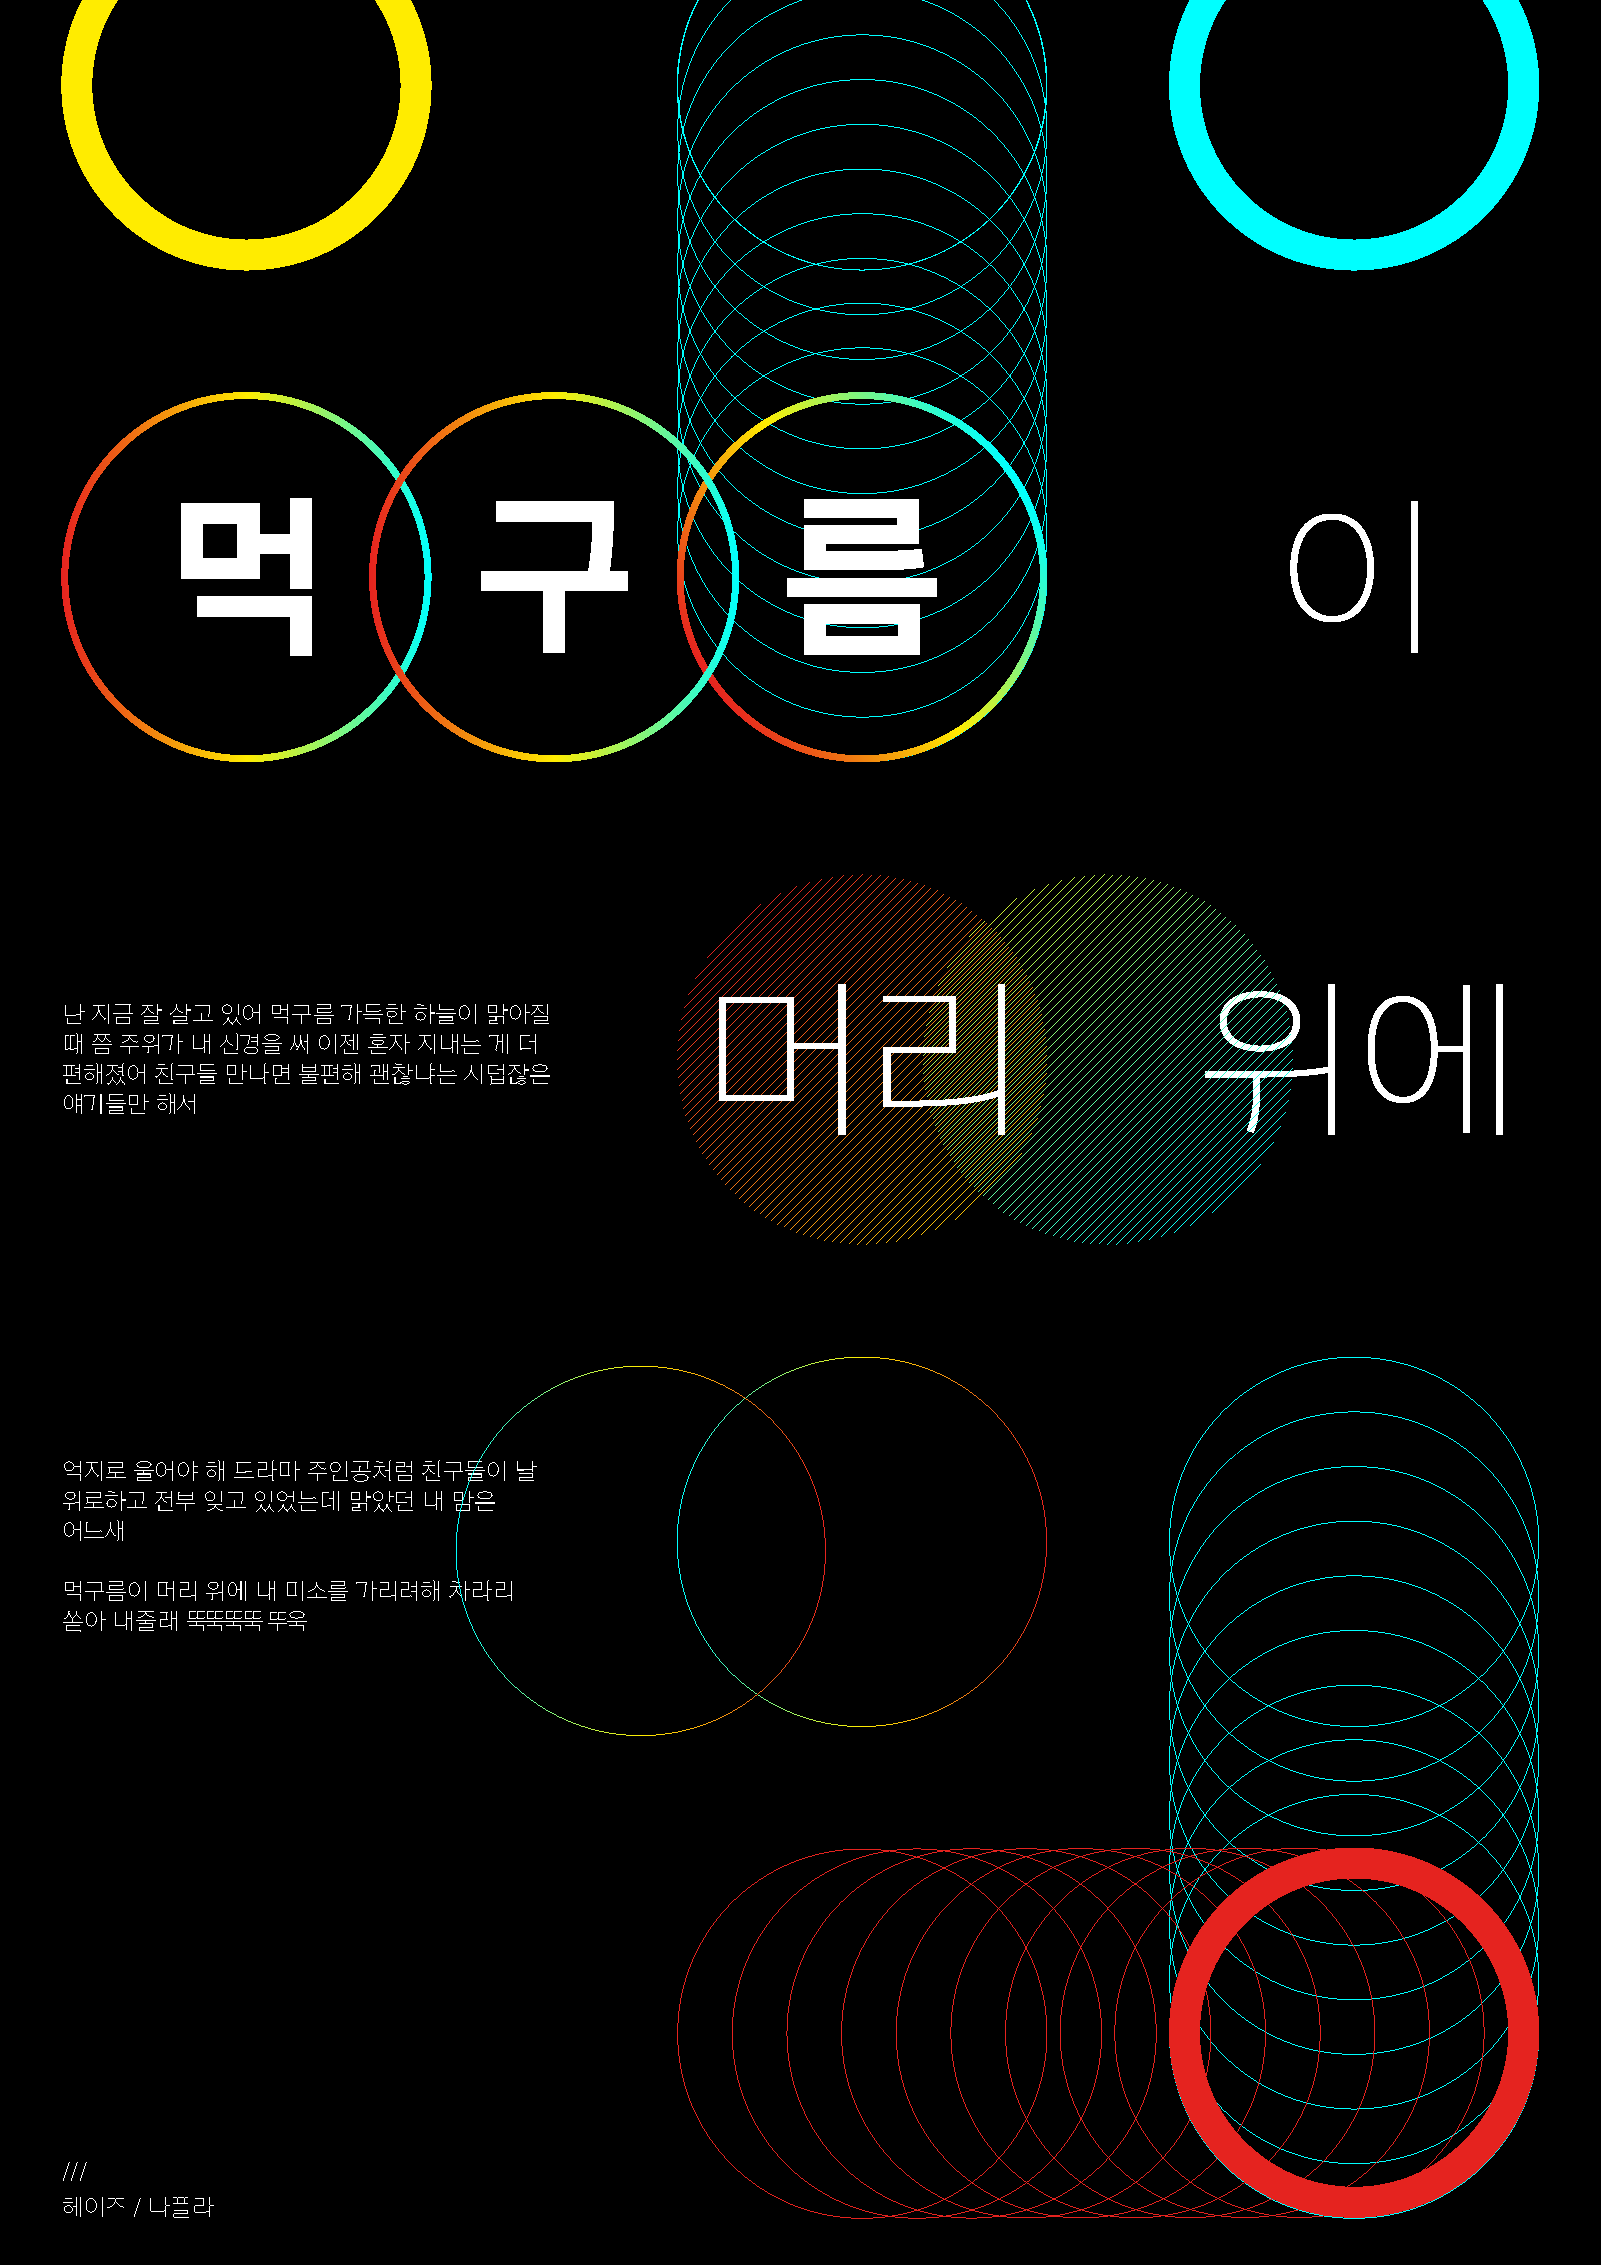 먹구름 이
머리 위에
난 지금 잘 살고 있어 먹구름 가득한 하늘이 맑아질
때 쯤 주위가 내 신경을 써 이젠 혼자 지내는 게 더
편해졌어 친구들 만나면 불편해 괜찮냐는 시덥잖은
얘기들만 해서
억지로 울어야 해 드라마 주인공처럼 친구들이 날
위로하고 전부 잊고 있었는데 맑았던 내 맘은
어느새
먹구름이 머리 위에 내 미소를 가리려해 차라리
쏟아 내줄래 뚝뚝뚝뚝 뚜욱
///
헤이즈 / 나플라